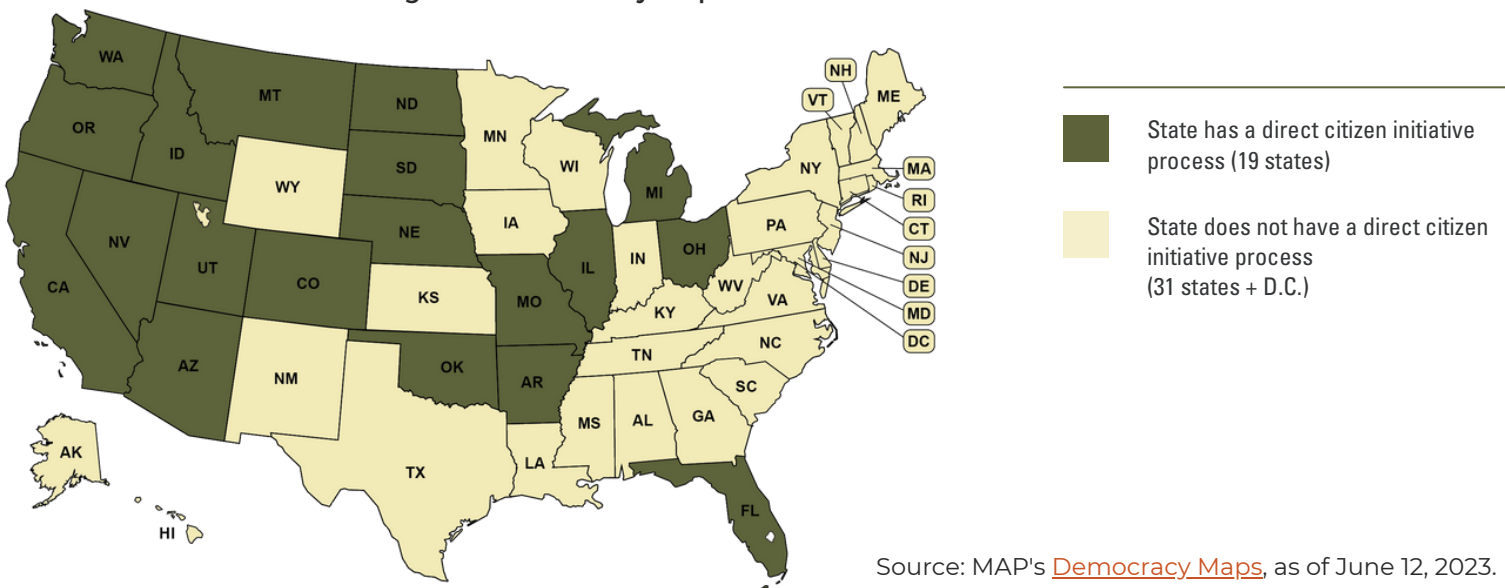 WA
MT
ND
MN
OR
ID
SD
WI
MI
NH
VT
ME
NY
MA
RI
CT
NJ
DE
MD
DC
WY
IA
NE
PA
NV
UT
CO
IL
IN
OH
WV
VA
CA
KS
MO
KY
NC
TN
AZ
NM
OK
AR
SC
MS
AL
GA
AK
TX
LA
FL
HI
State has a direct citizen initiative
process (19 states)
State does not have a direct citizen
initiative process
(31 states + D.C.)
Source: MAP's Democracy Maps, as of June 12, 2023.